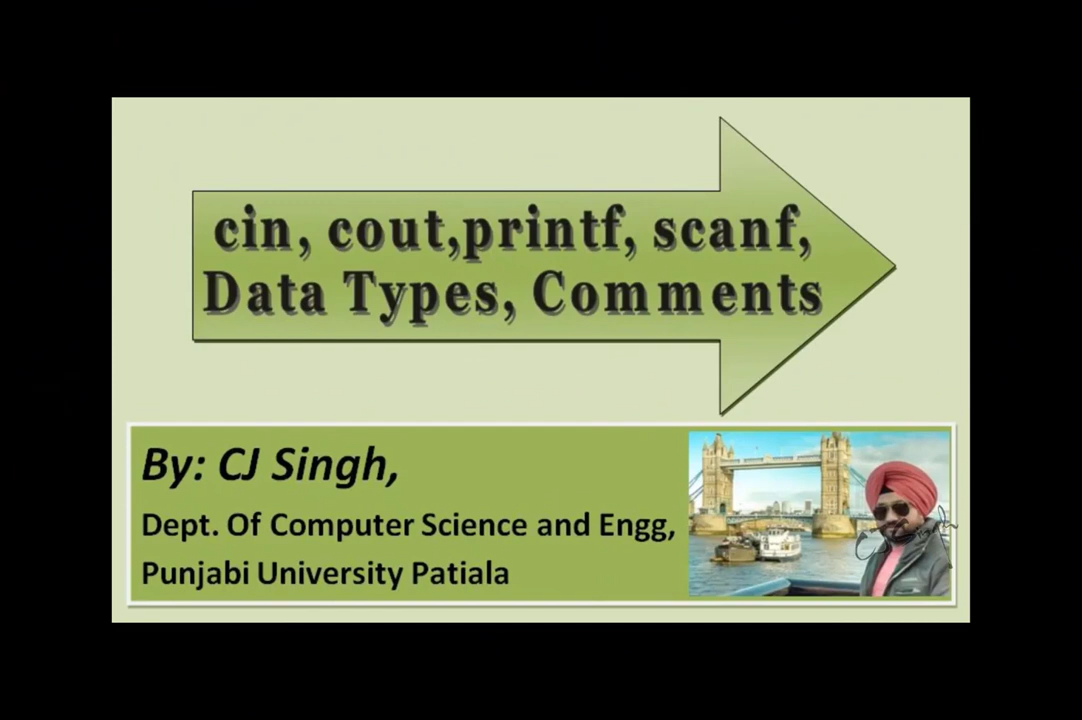 cin, cout,printf, scanf,
Data Types, Comments
By: CJ Singh,
Dept. Of Computer Science and Engg,
Punjabi University Patiala